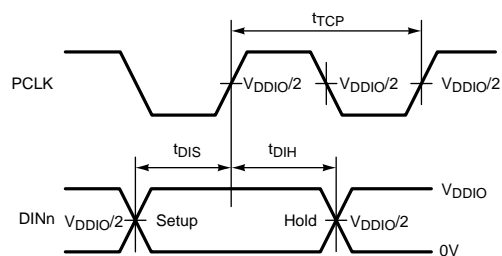 tTCP
PCLK
VDDIO/2 VDDIO/2 VDDIO/2
tDIS tDIH
VDDIO
DINn VDDIO/2 Setup Hold VDDIO/2
0V